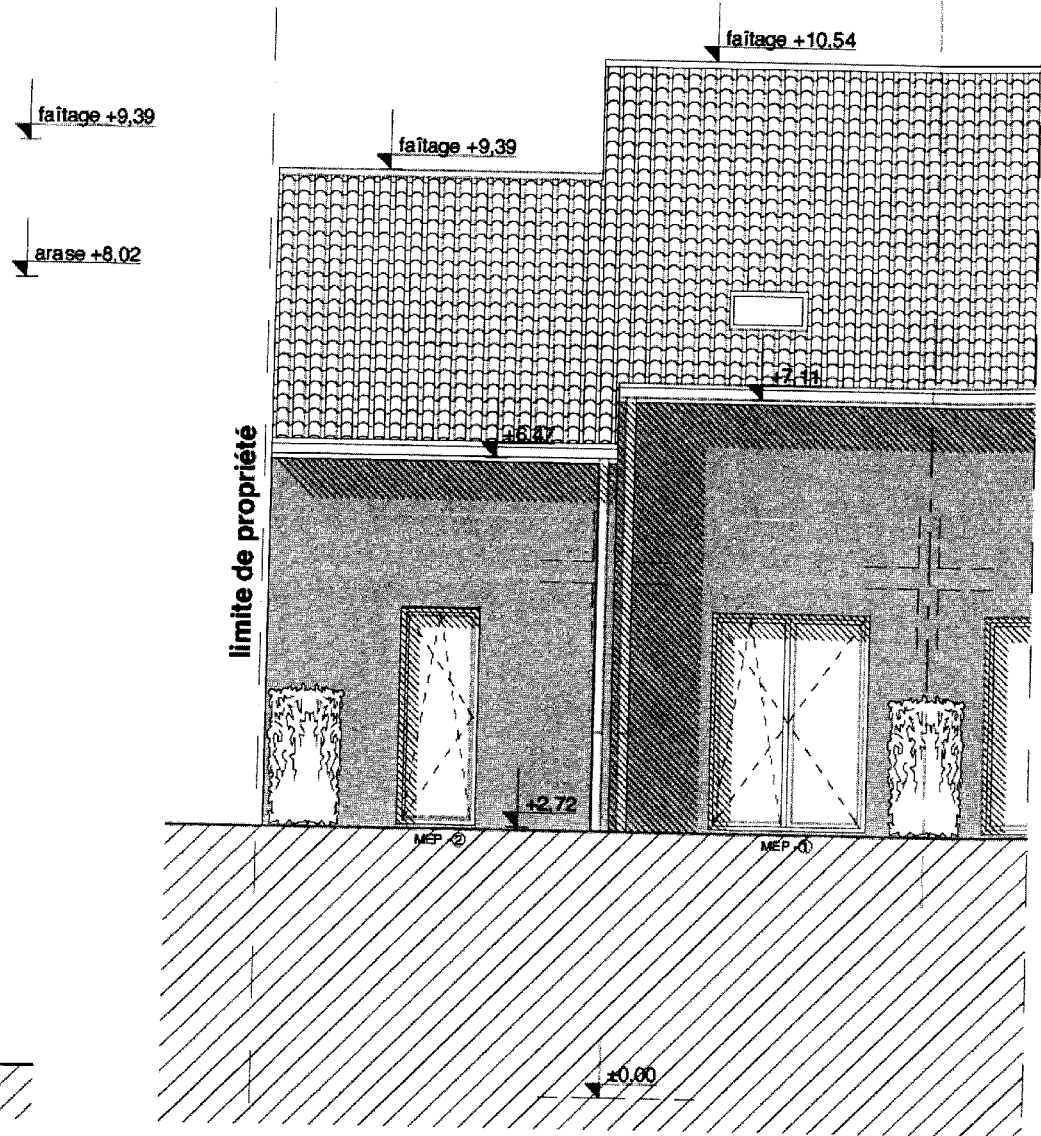 faîtage +10,54
faîtage +9,39
faîtage +9,39
arase +8,02
+7,11
+6,47
limite de propriété
+2,72
MEP -②
MEP -①
±0.00